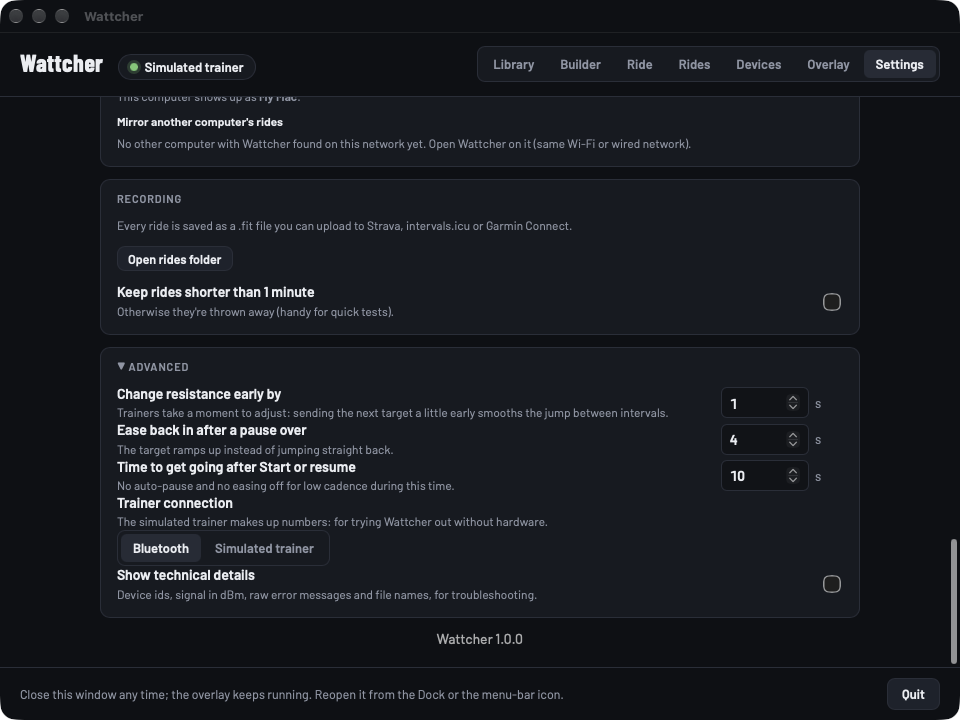 Wattcher
Wattcher
Simulated trainer
Library
Builder
Ride
Rides
Devices
Overlay
Settings
This computer shows up as My Mac.
Mirror another computer's rides
No other computer with Wattcher found on this network yet. Open Wattcher on it (same Wi-Fi or wired network).
RECORDING
Every ride is saved as a .fit file you can upload to Strava, intervals.icu or Garmin Connect.
Open rides folder
Keep rides shorter than 1 minute
Otherwise they're thrown away (handy for quick tests).
▼ ADVANCED
Change resistance early by
Trainers take a moment to adjust: sending the next target a little early smooths the jump between intervals.
1 s
Ease back in after a pause over
The target ramps up instead of jumping straight back.
4 s
Time to get going after Start or resume
No auto-pause and no easing off for low cadence during this time.
10 s
Trainer connection
The simulated trainer makes up numbers: for trying Wattcher out without hardware.
Bluetooth
Simulated trainer
Show technical details
Device ids, signal in dBm, raw error messages and file names, for troubleshooting.
Wattcher 1.0.0
Close this window any time; the overlay keeps running. Reopen it from the Dock or the menu-bar icon.
Quit